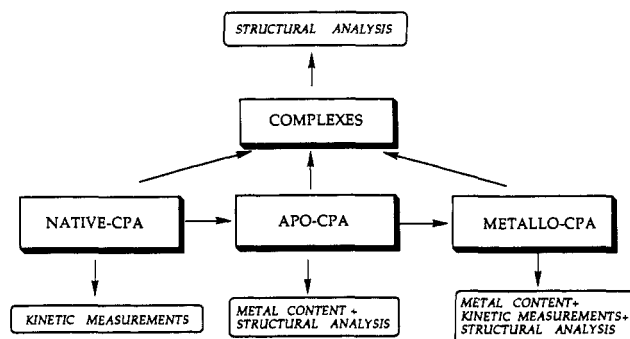 STRUCTURAL ANALYSIS
COMPLEXES
NATIVE-CPA
APO-CPA
METALLO-CPA
KINETIC MEASUREMENTS
METAL CONTENT +
STRUCTURAL ANALYSIS
METAL CONTENT+
KINETIC MEASUREMENTS+
STRUCTURAL ANALYSIS